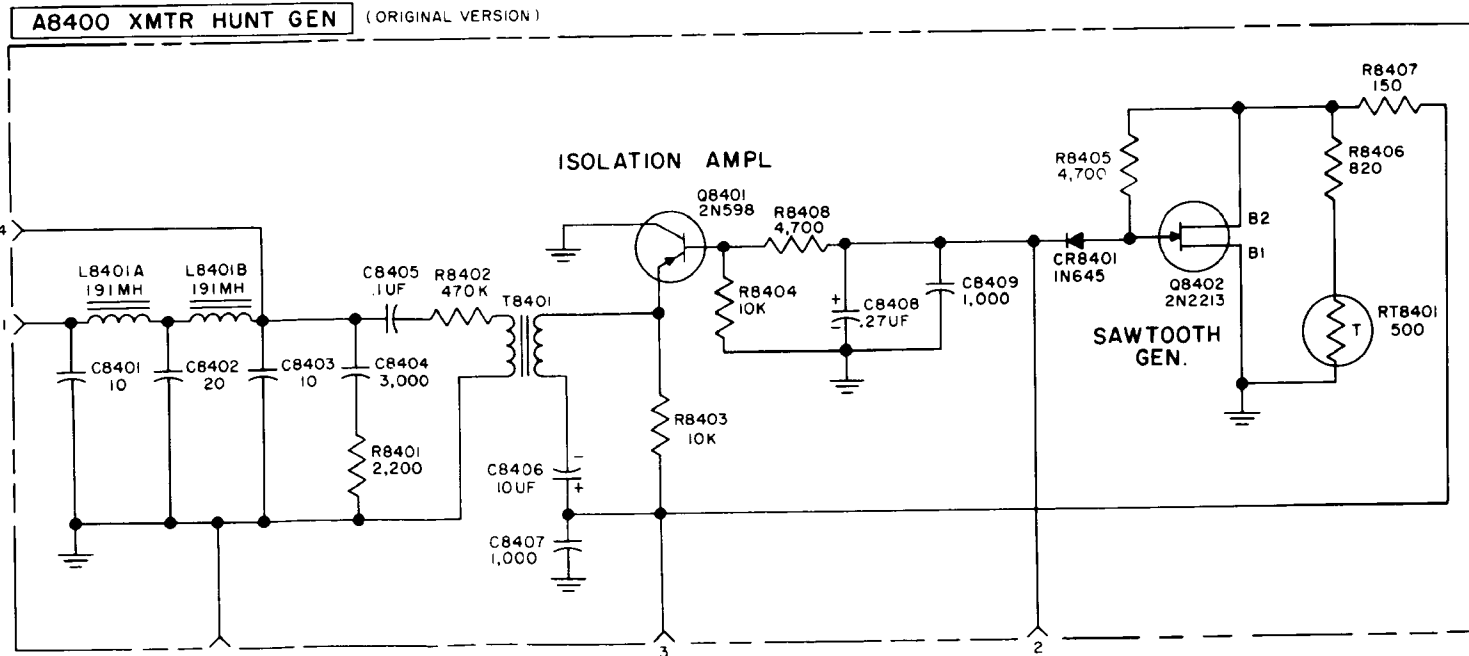 A8400 XMTR HUNT GEN
(ORIGINAL VERSION)
R8407
150
ISOLATION AMPL
R8405
4,700
R8406
820
Q8401
2N598
R8408
4,700
B2
B1
4
L8401A
191MH
L8401B
191MH
C8405
.1UF
R8402
470K
T8401
R8404
10K
C8408
.27UF
+
−
C8409
1,000
CR8401
1N645
Q8402
2N2213
SAWTOOTH
GEN.
RT8401
500
T
1
C8401
10
C8402
20
C8403
10
C8404
3,000
R8401
2,200
R8403
10K
C8406
10UF
−
+
C8407
1,000
3
2